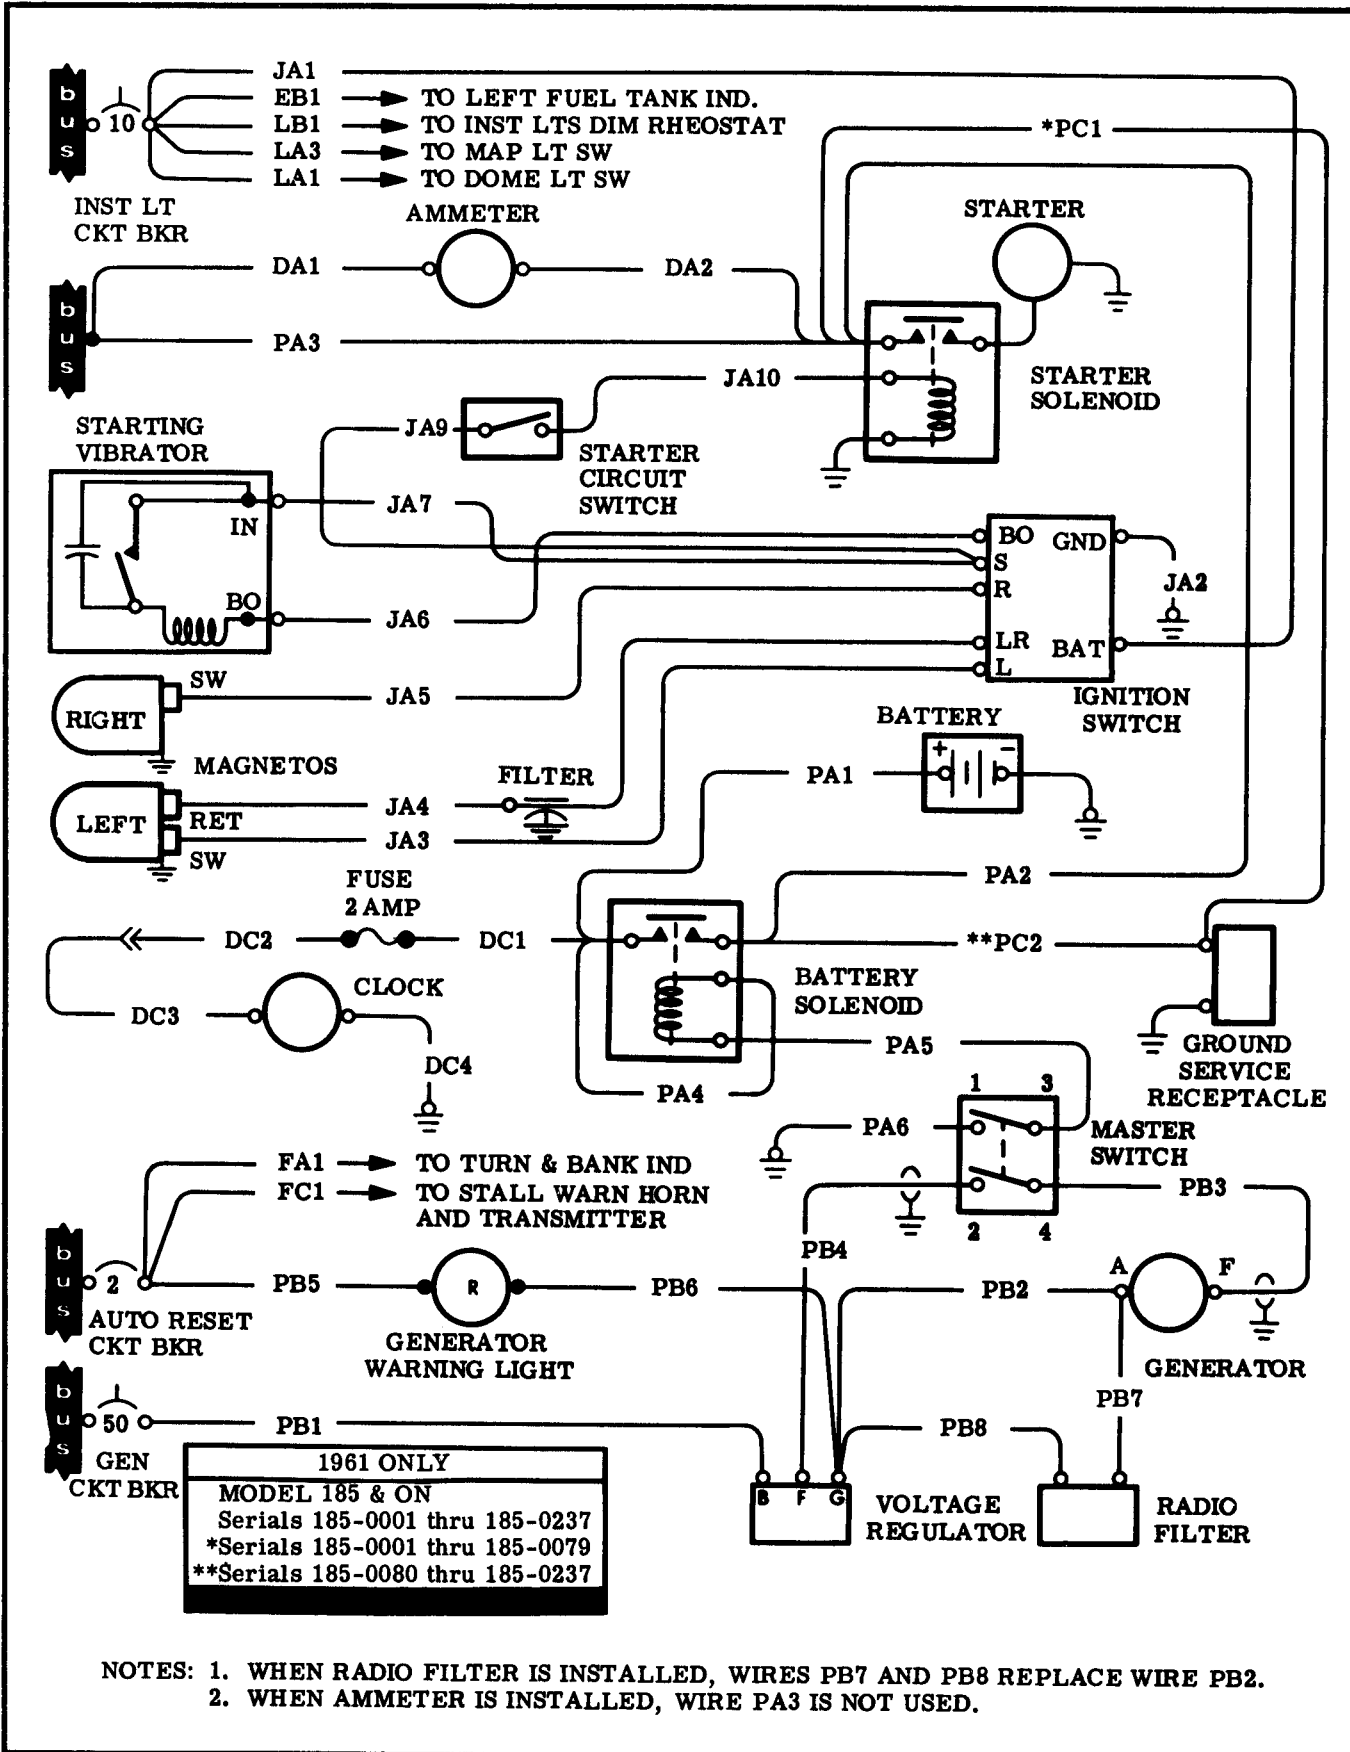 bus
10
JA1
EB1 TO LEFT FUEL TANK IND.
LB1 TO INST LTS DIM RHEOSTAT
LA3 TO MAP LT SW
LA1 TO DOME LT SW
*PC1
INST LT
CKT BKR
AMMETER
STARTER
bus
DA1
DA2
PA3
JA10
STARTER
SOLENOID
STARTING
VIBRATOR
JA9
STARTER
CIRCUIT
SWITCH
IN
JA7
BO
GND
S
R
JA2
BO
JA6
LR
BAT
L
SW
JA5
RIGHT
IGNITION
SWITCH
BATTERY
+ -
MAGNETOS
FILTER
PA1
LEFT
JA4
RET
JA3
SW
FUSE
2 AMP
PA2
DC2
DC1
**PC2
CLOCK
BATTERY
SOLENOID
DC3
DC4
PA5
PA4
GROUND
SERVICE
RECEPTACLE
1 3
PA6
MASTER
SWITCH
2 4
FA1 TO TURN & BANK IND
FC1 TO STALL WARN HORN
AND TRANSMITTER
PB3
PB4
bus
2
AUTO RESET
CKT BKR
PB5
R
PB6
GENERATOR
WARNING LIGHT
PB2
A F
GENERATOR
PB7
bus
50
GEN
CKT BKR
PB1
PB8
B F G
VOLTAGE
REGULATOR
RADIO
FILTER
1961 ONLY
MODEL 185 & ON
Serials 185-0001 thru 185-0237
*Serials 185-0001 thru 185-0079
**Serials 185-0080 thru 185-0237
NOTES: 1. WHEN RADIO FILTER IS INSTALLED, WIRES PB7 AND PB8 REPLACE WIRE PB2.
2. WHEN AMMETER IS INSTALLED, WIRE PA3 IS NOT USED.